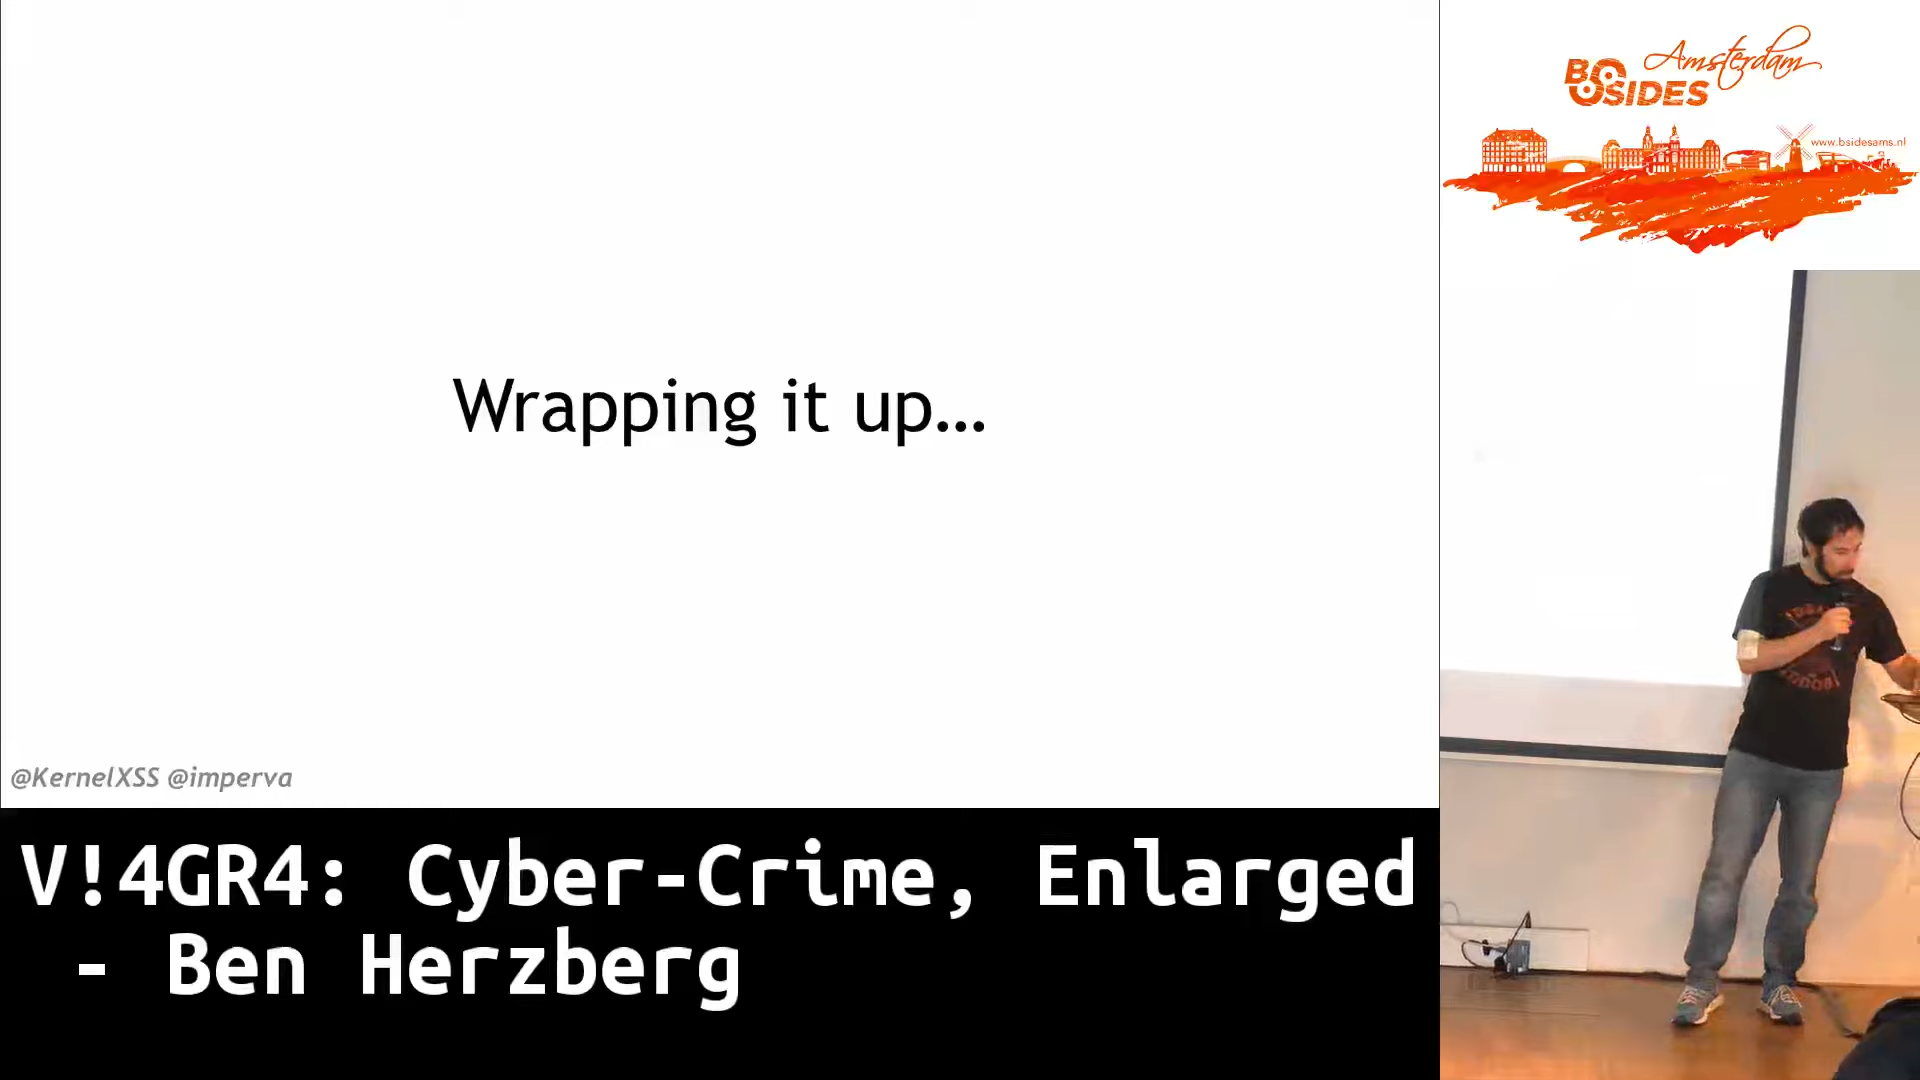 Wrapping it up...
@KernelXSS @imperva
V!4GR4: Cyber-Crime, Enlarged
- Ben Herzberg
Amsterdam
BSIDES
www.bsidesams.nl